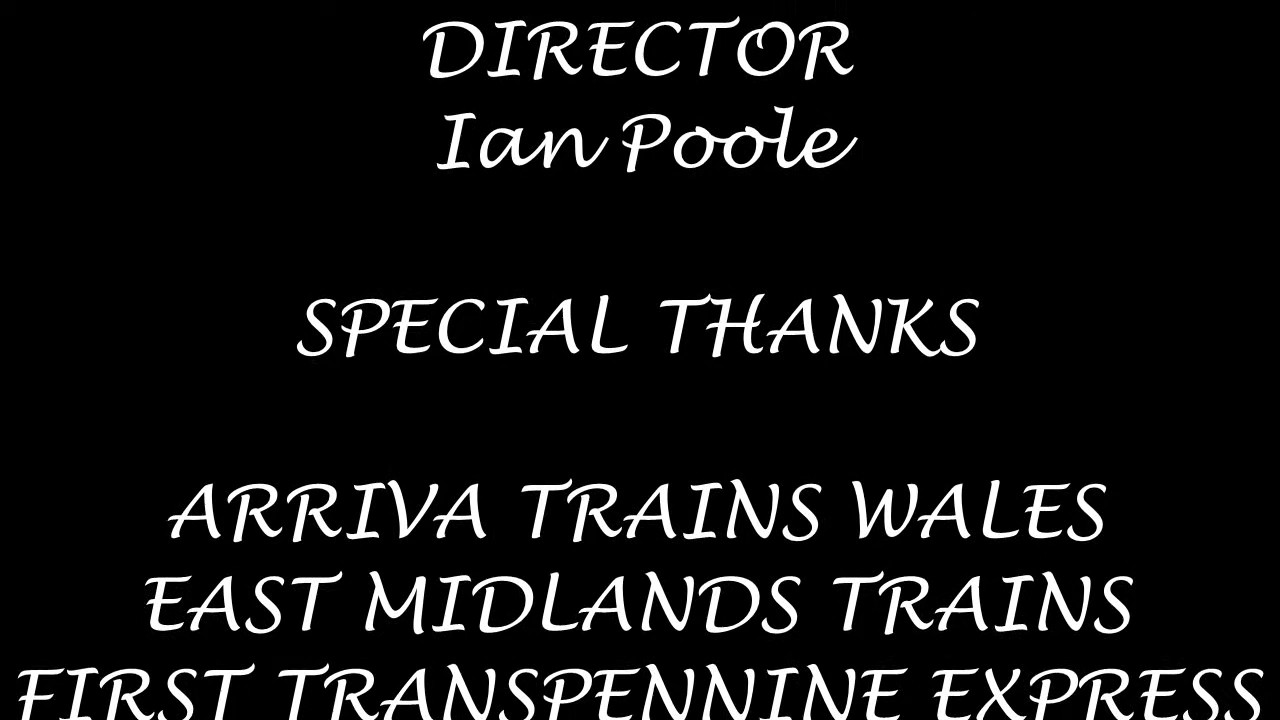 DIRECTOR
Ian Poole
SPECIAL THANKS
ARRIVA TRAINS WALES
EAST MIDLANDS TRAINS
FIRST TRANSPENNINE EXPRESS